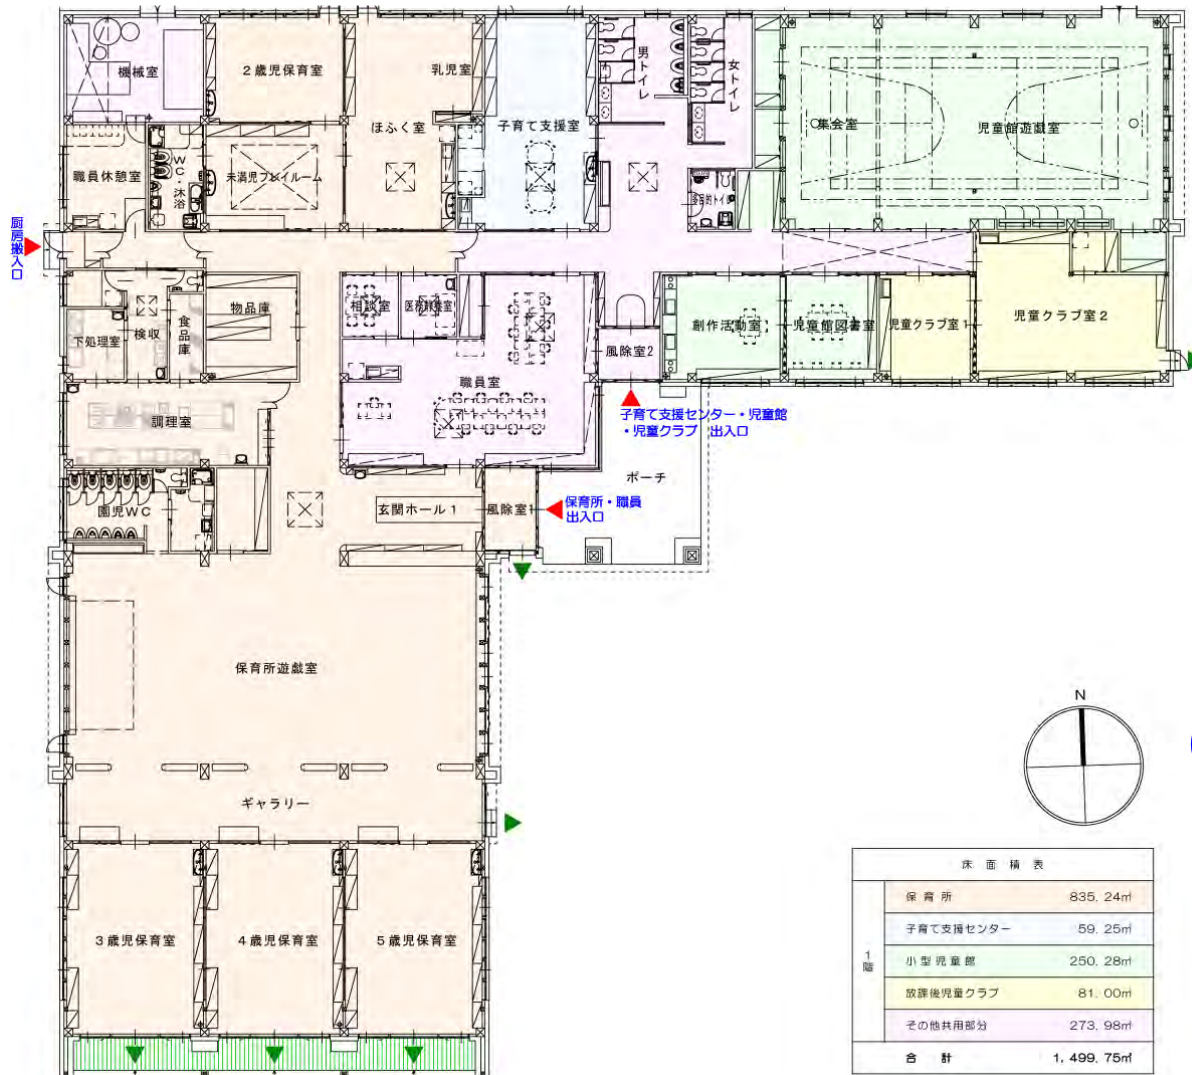 機械室
2歳児保育室
乳児室
男トイレ
女トイレ
ほふく室
子育て支援室
集会室
児童館遊戯室
職員休憩室
WC・沐浴
未満児プレイルーム
多目的トイレ
厨房搬入口
物品庫
相談室
検収
食品庫
下処理室
創作活動室
児童館図書室
児童クラブ室1
児童クラブ室2
風除室2
職員室
調理室
子育て支援センター・児童館
・児童クラブ 出入口
ポーチ
園児WC
玄関ホール1
風除室1
保育所・職員
出入口
保育所遊戯室
N
ギャラリー
3歳児保育室
4歳児保育室
5歳児保育室
床面積表
1階
保育所 835.24㎡
子育て支援センター 59.25㎡
小型児童館 250.28㎡
放課後児童クラブ 81.00㎡
その他共用部分 273.98㎡
合計 1,499.75㎡